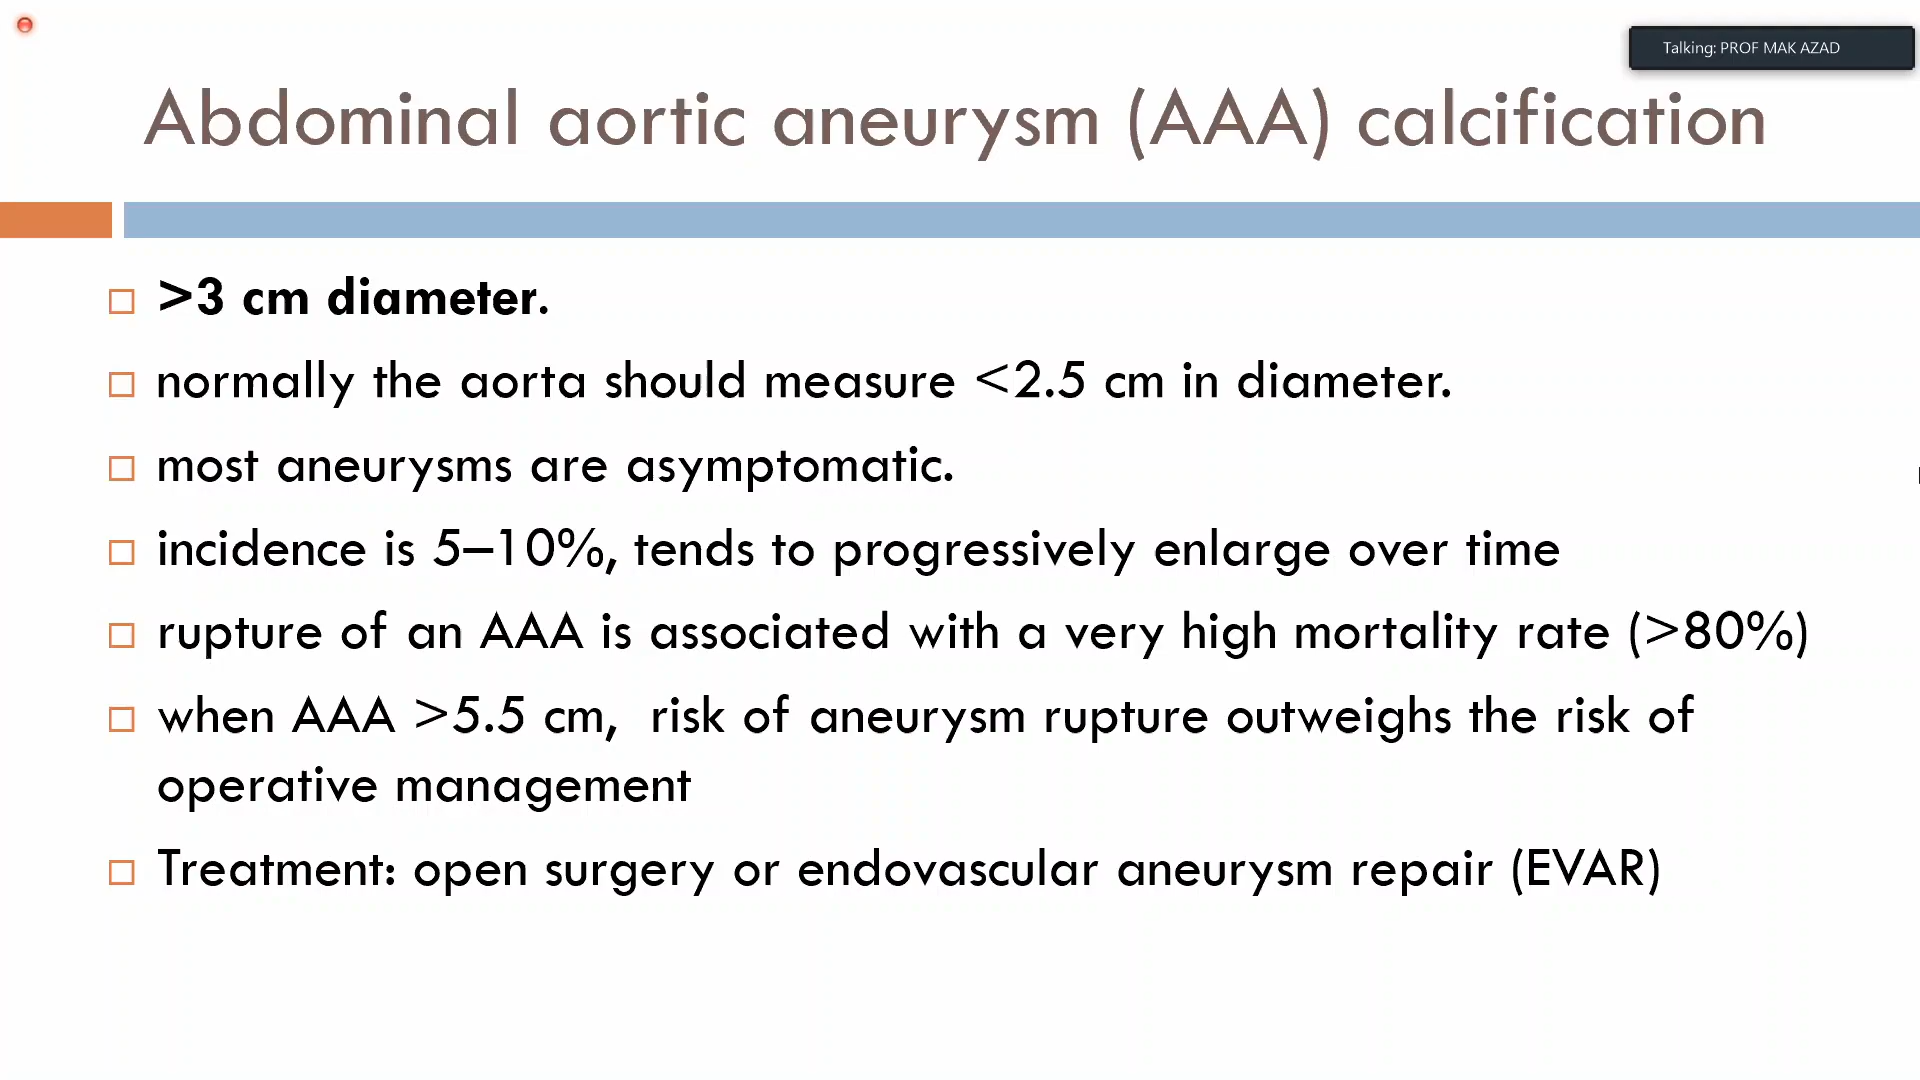 Talking: PROF MAK AZAD
Abdominal aortic aneurysm (AAA) calcification
>3 cm diameter.
normally the aorta should measure <2.5 cm in diameter.
most aneurysms are asymptomatic.
incidence is 5–10%, tends to progressively enlarge over time
rupture of an AAA is associated with a very high mortality rate (>80%)
when AAA >5.5 cm,  risk of aneurysm rupture outweighs the risk of
operative management
Treatment: open surgery or endovascular aneurysm repair (EVAR)